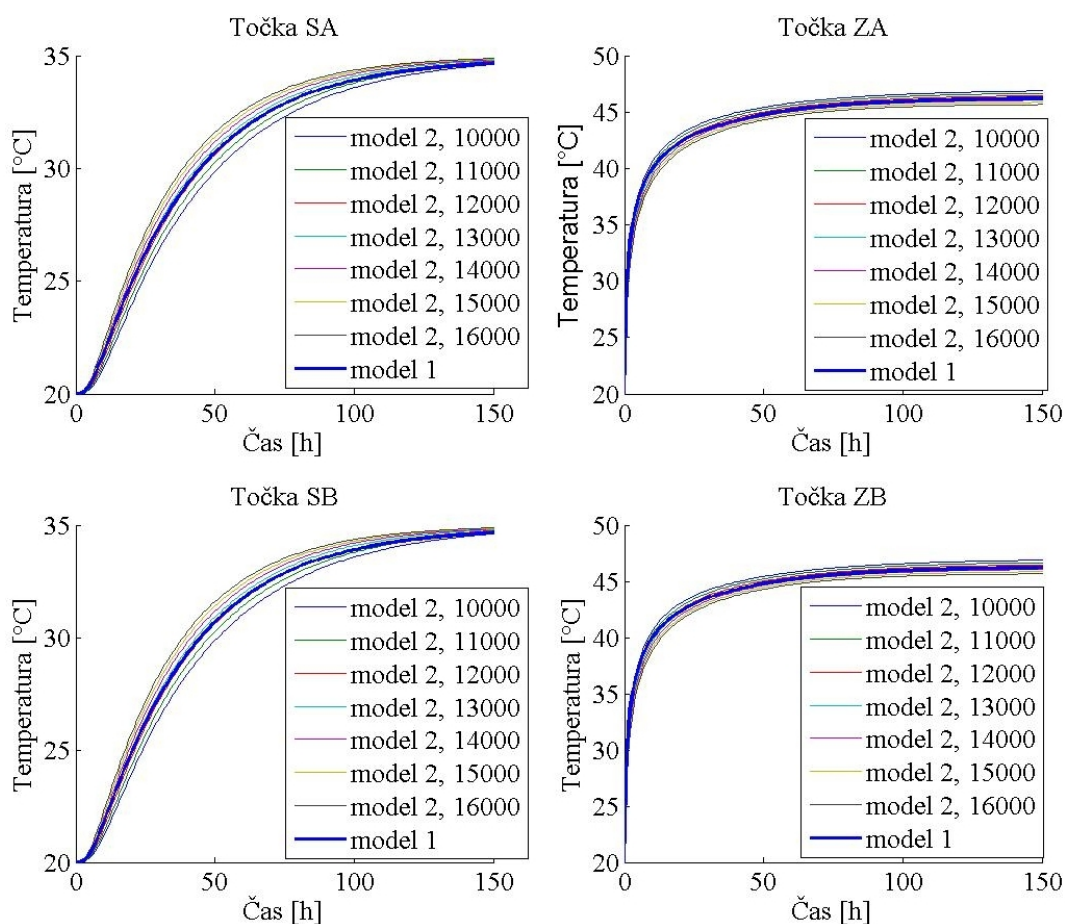 Točka SA
35
30
25
20
Temperatura [°C]
model 2, 10000
model 2, 11000
model 2, 12000
model 2, 13000
model 2, 14000
model 2, 15000
model 2, 16000
model 1
0 50 100 150
Čas [h]
Točka ZA
50
45
40
35
30
25
20
Temperatura [°C]
model 2, 10000
model 2, 11000
model 2, 12000
model 2, 13000
model 2, 14000
model 2, 15000
model 2, 16000
model 1
0 50 100 150
Čas [h]
Točka SB
35
30
25
20
Temperatura [°C]
model 2, 10000
model 2, 11000
model 2, 12000
model 2, 13000
model 2, 14000
model 2, 15000
model 2, 16000
model 1
0 50 100 150
Čas [h]
Točka ZB
50
45
40
35
30
25
20
Temperatura [°C]
model 2, 10000
model 2, 11000
model 2, 12000
model 2, 13000
model 2, 14000
model 2, 15000
model 2, 16000
model 1
0 50 100 150
Čas [h]